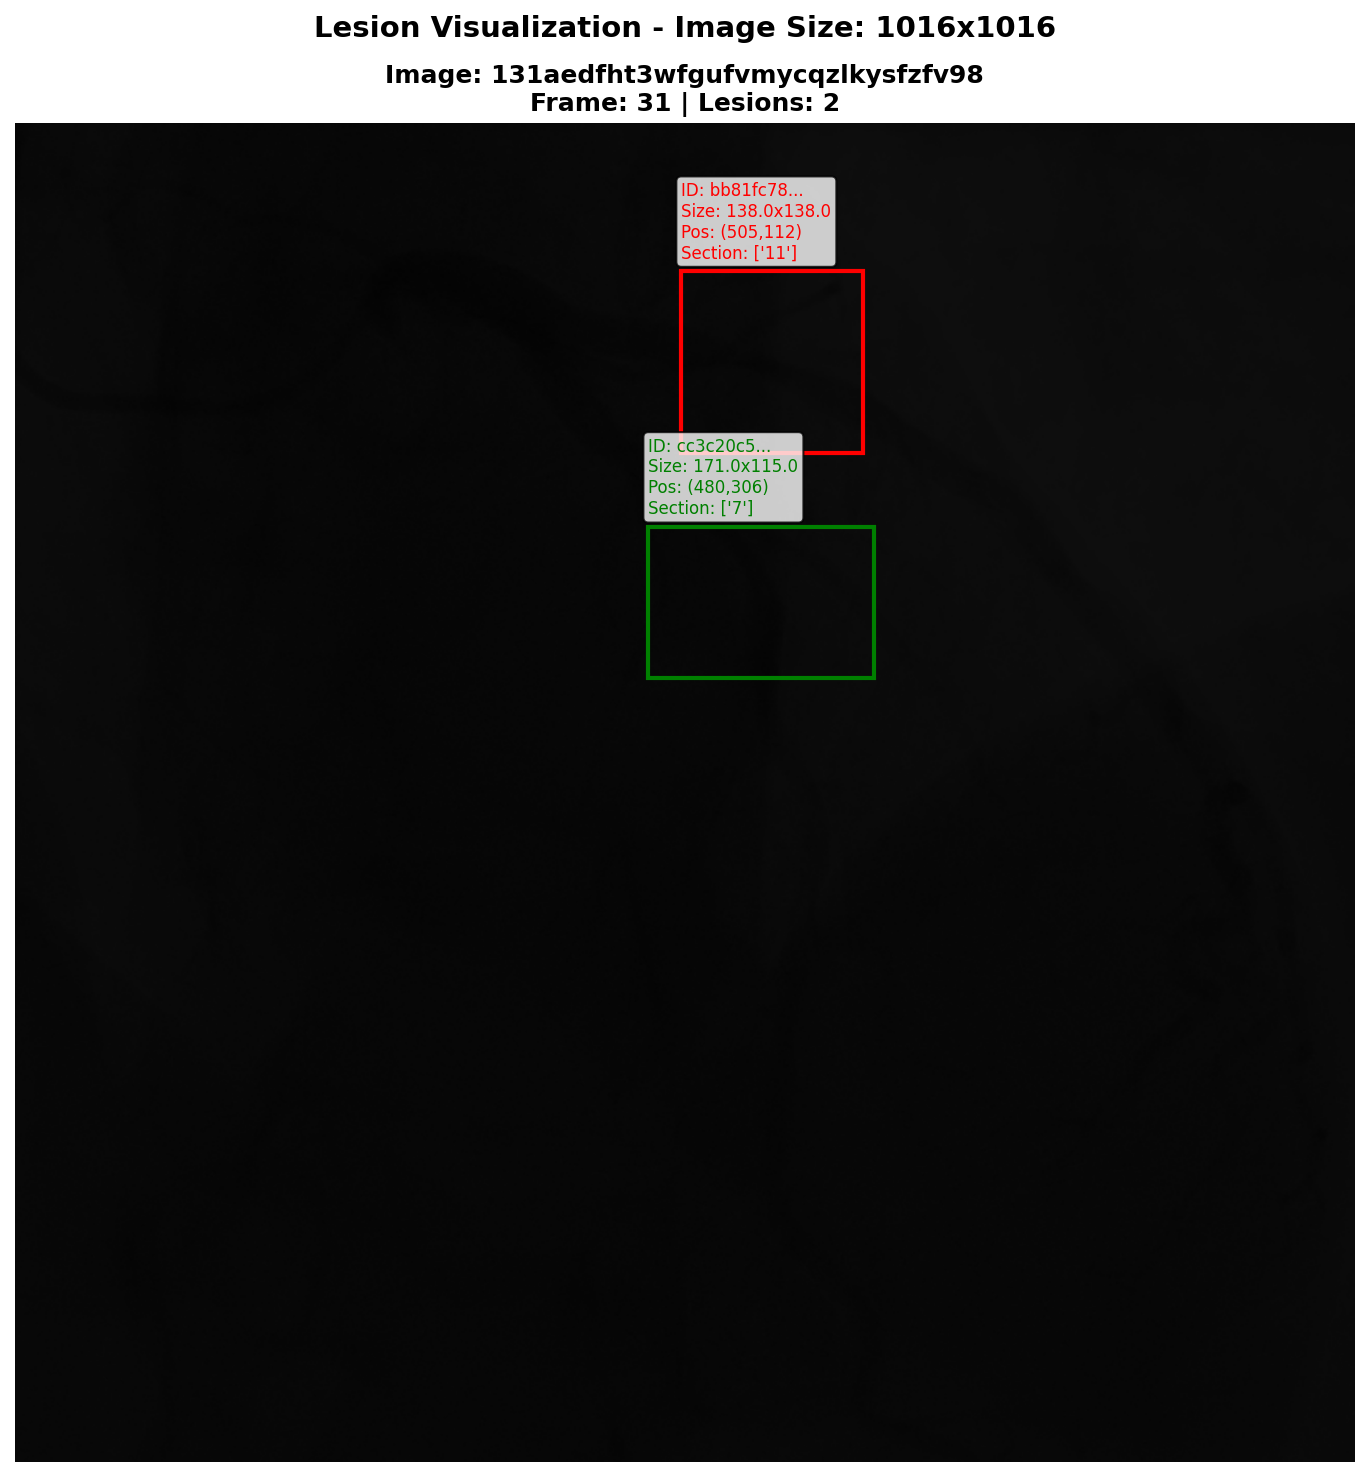 Lesion Visualization - Image Size: 1016x1016
Image: 131aedfht3wfgufvmycqzlkysfzfv98
Frame: 31 | Lesions: 2
ID: bb81fc78...
Size: 138.0x138.0
Pos: (505,112)
Section: ['11']
ID: cc3c20c5...
Size: 171.0x115.0
Pos: (480,306)
Section: ['7']